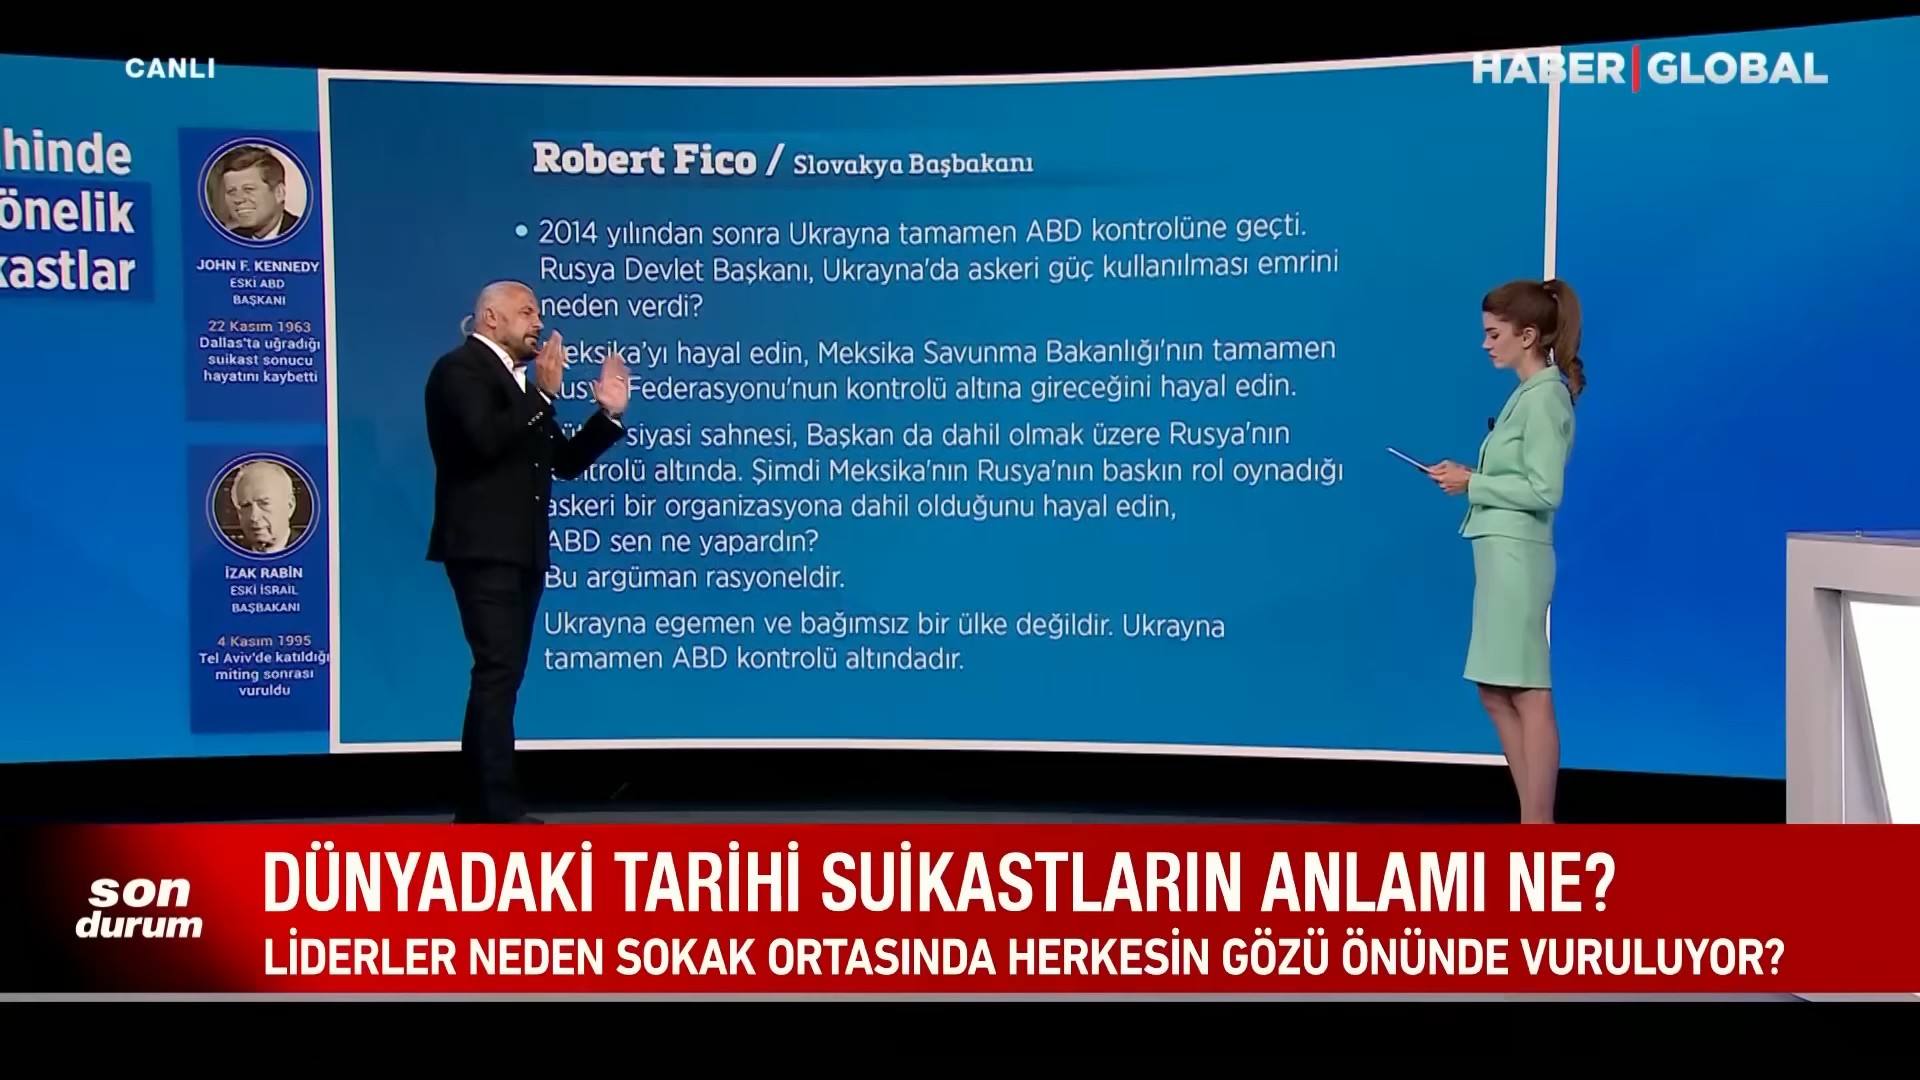 CANLI
HABER GLOBAL
JOHN F. KENNEDY
ESKİ ABD
BAŞKANI
22 Kasım 1963
Dallas'ta uğradığı
suikast sonucu
hayatını kaybetti
İZAK RABİN
ESKİ İSRAİL
BAŞBAKANI
4 Kasım 1995
Tel Aviv'de katıldığı
miting sonrası
vuruldu
Robert Fico / Slovakya Başbakanı
• 2014 yılından sonra Ukrayna tamamen ABD kontrolüne geçti.
Rusya Devlet Başkanı, Ukrayna'da askeri güç kullanılması emrini
neden verdi?
hayal edin, Meksika Savunma Bakanlığı'nın tamamen
Federasyonu'nun kontrolü altına gireceğini hayal edin.
siyasi sahnesi, Başkan da dahil olmak üzere Rusya'nın
altında. Şimdi Meksika'nın Rusya'nın baskın rol oynadığı
askeri bir organizasyona dahil olduğunu hayal edin,
ABD sen ne yapardın?
Bu argüman rasyoneldir.
Ukrayna egemen ve bağımsız bir ülke değildir. Ukrayna
tamamen ABD kontrolü altındadır.
son
durum
DÜNYADAKİ TARİHİ SUİKASTLARIN ANLAMI NE?
LİDERLER NEDEN SOKAK ORTASINDA HERKESİN GÖZÜ ÖNÜNDE VURULUYOR?